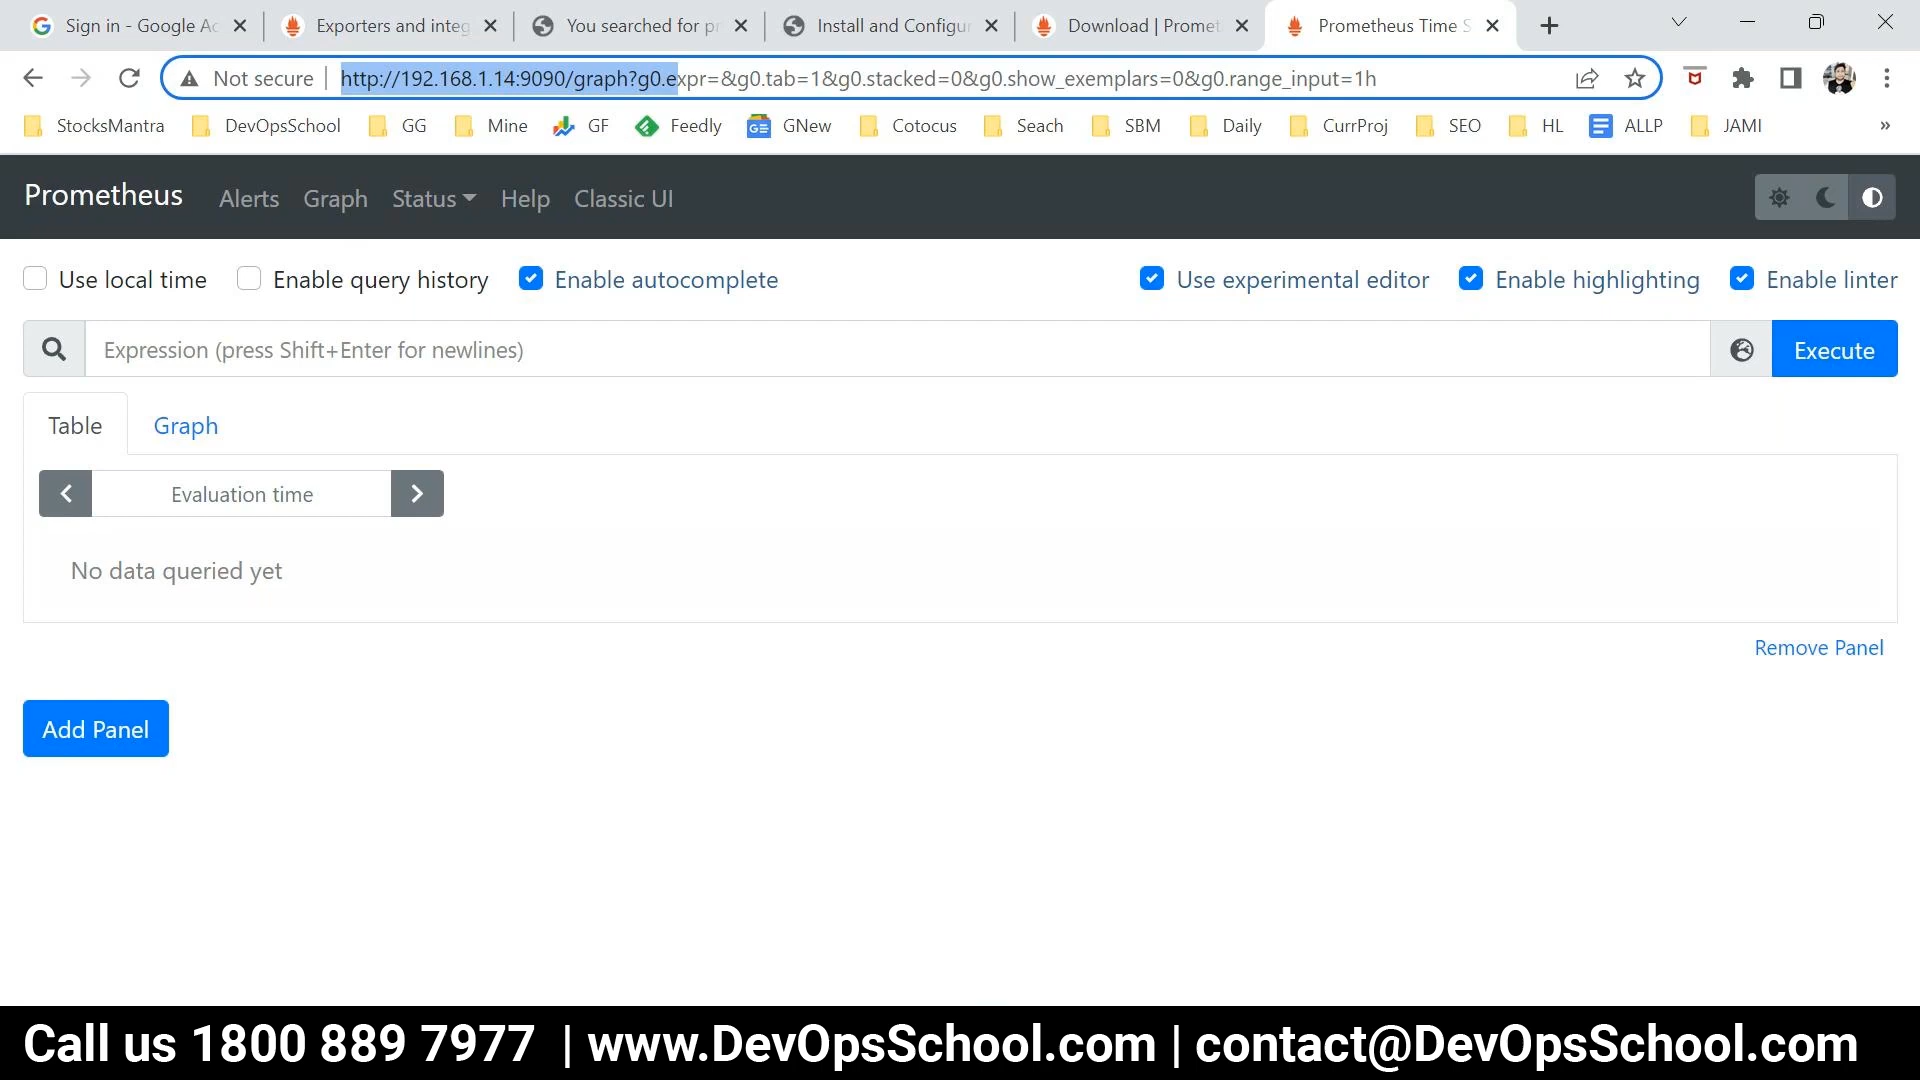 Sign in - Google Ac
Exporters and integ
You searched for pr
Install and Configur
Download | Promet
Prometheus Time S
Not secure | http://192.168.1.14:9090/graph?g0.expr=&g0.tab=1&g0.stacked=0&g0.show_exemplars=0&g0.range_input=1h
StocksMantra DevOpsSchool GG Mine GF Feedly GNew Cotocus Seach SBM Daily CurrProj SEO HL ALLP JAMI »
Prometheus Alerts Graph Status Help Classic UI
Use local time Enable query history Enable autocomplete Use experimental editor Enable highlighting Enable linter
Expression (press Shift+Enter for newlines) Execute
Table Graph
Evaluation time
No data queried yet
Remove Panel
Add Panel
Call us 1800 889 7977 | www.DevOpsSchool.com | contact@DevOpsSchool.com